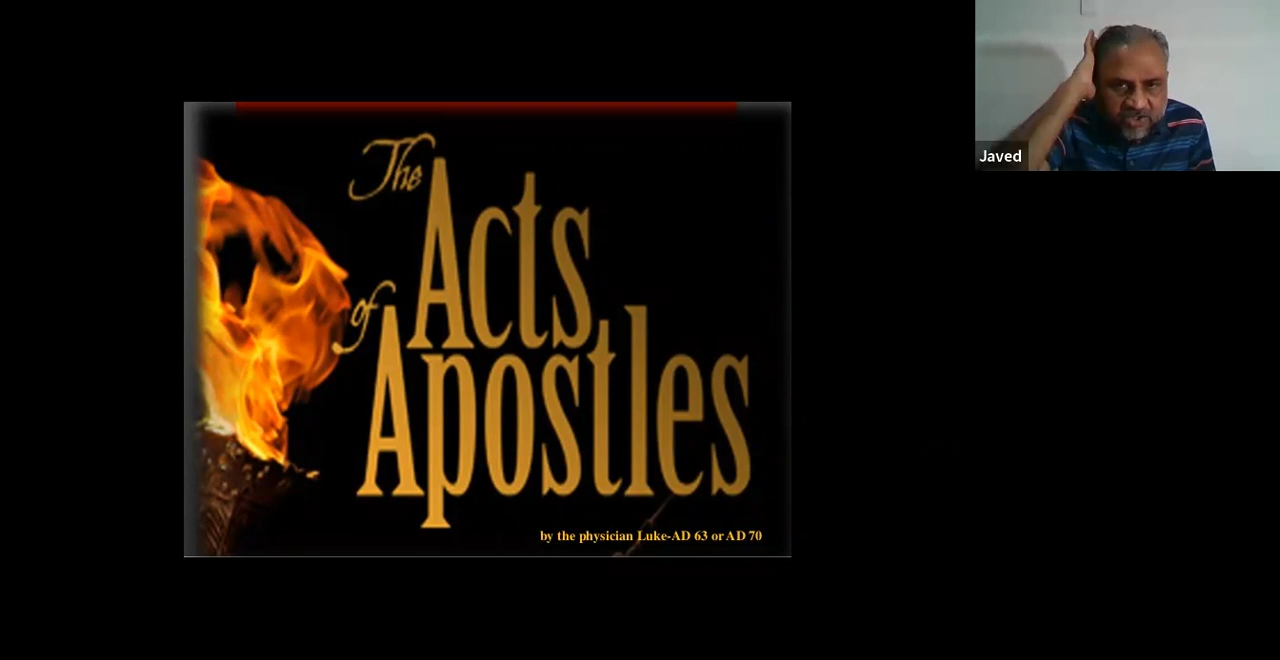 The
Acts
of
Apostles
by the physician Luke-AD 63 or AD 70
Javed